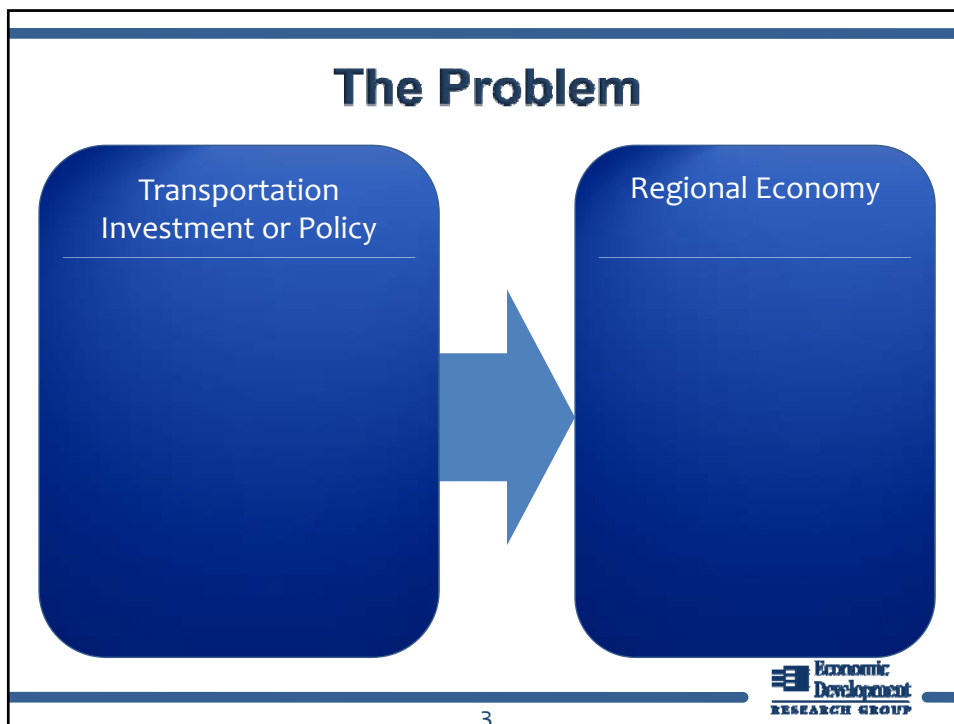 The Problem
Transportation
Investment or Policy
Regional Economy
Economic
Development
RESEARCH GROUP
3